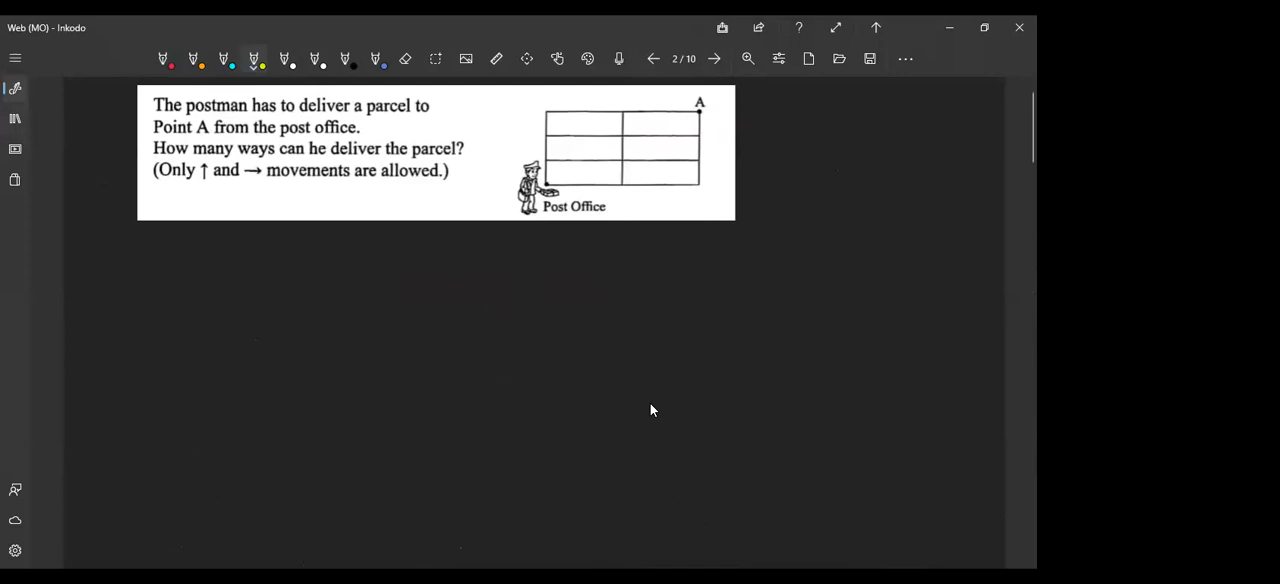 Web (MO) - Inkodo
2 / 10
The postman has to deliver a parcel to
Point A from the post office.
How many ways can he deliver the parcel?
(Only ↑ and → movements are allowed.)
A
Post Office